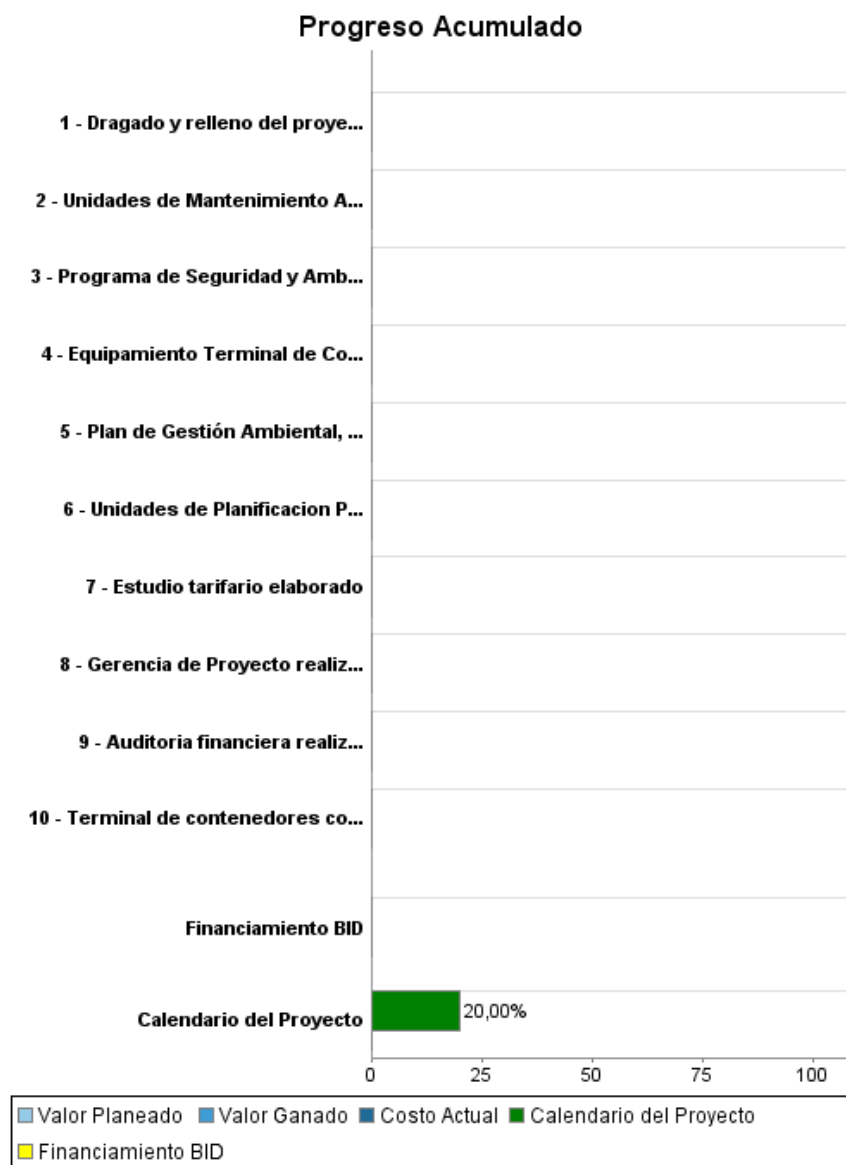 Progreso Acumulado
1 - Dragado y relleno del proye...
2 - Unidades de Mantenimiento A...
3 - Programa de Seguridad y Amb...
4 - Equipamiento Terminal de Co...
5 - Plan de Gestión Ambiental, ...
6 - Unidades de Planificacion P...
7 - Estudio tarifario elaborado
8 - Gerencia de Proyecto realiz...
9 - Auditoria financiera realiz...
10 - Terminal de contenedores co...
Financiamiento BID
Calendario del Proyecto 20,00%
0 25 50 75 100
Valor Planeado Valor Ganado Costo Actual Calendario del Proyecto
Financiamiento BID